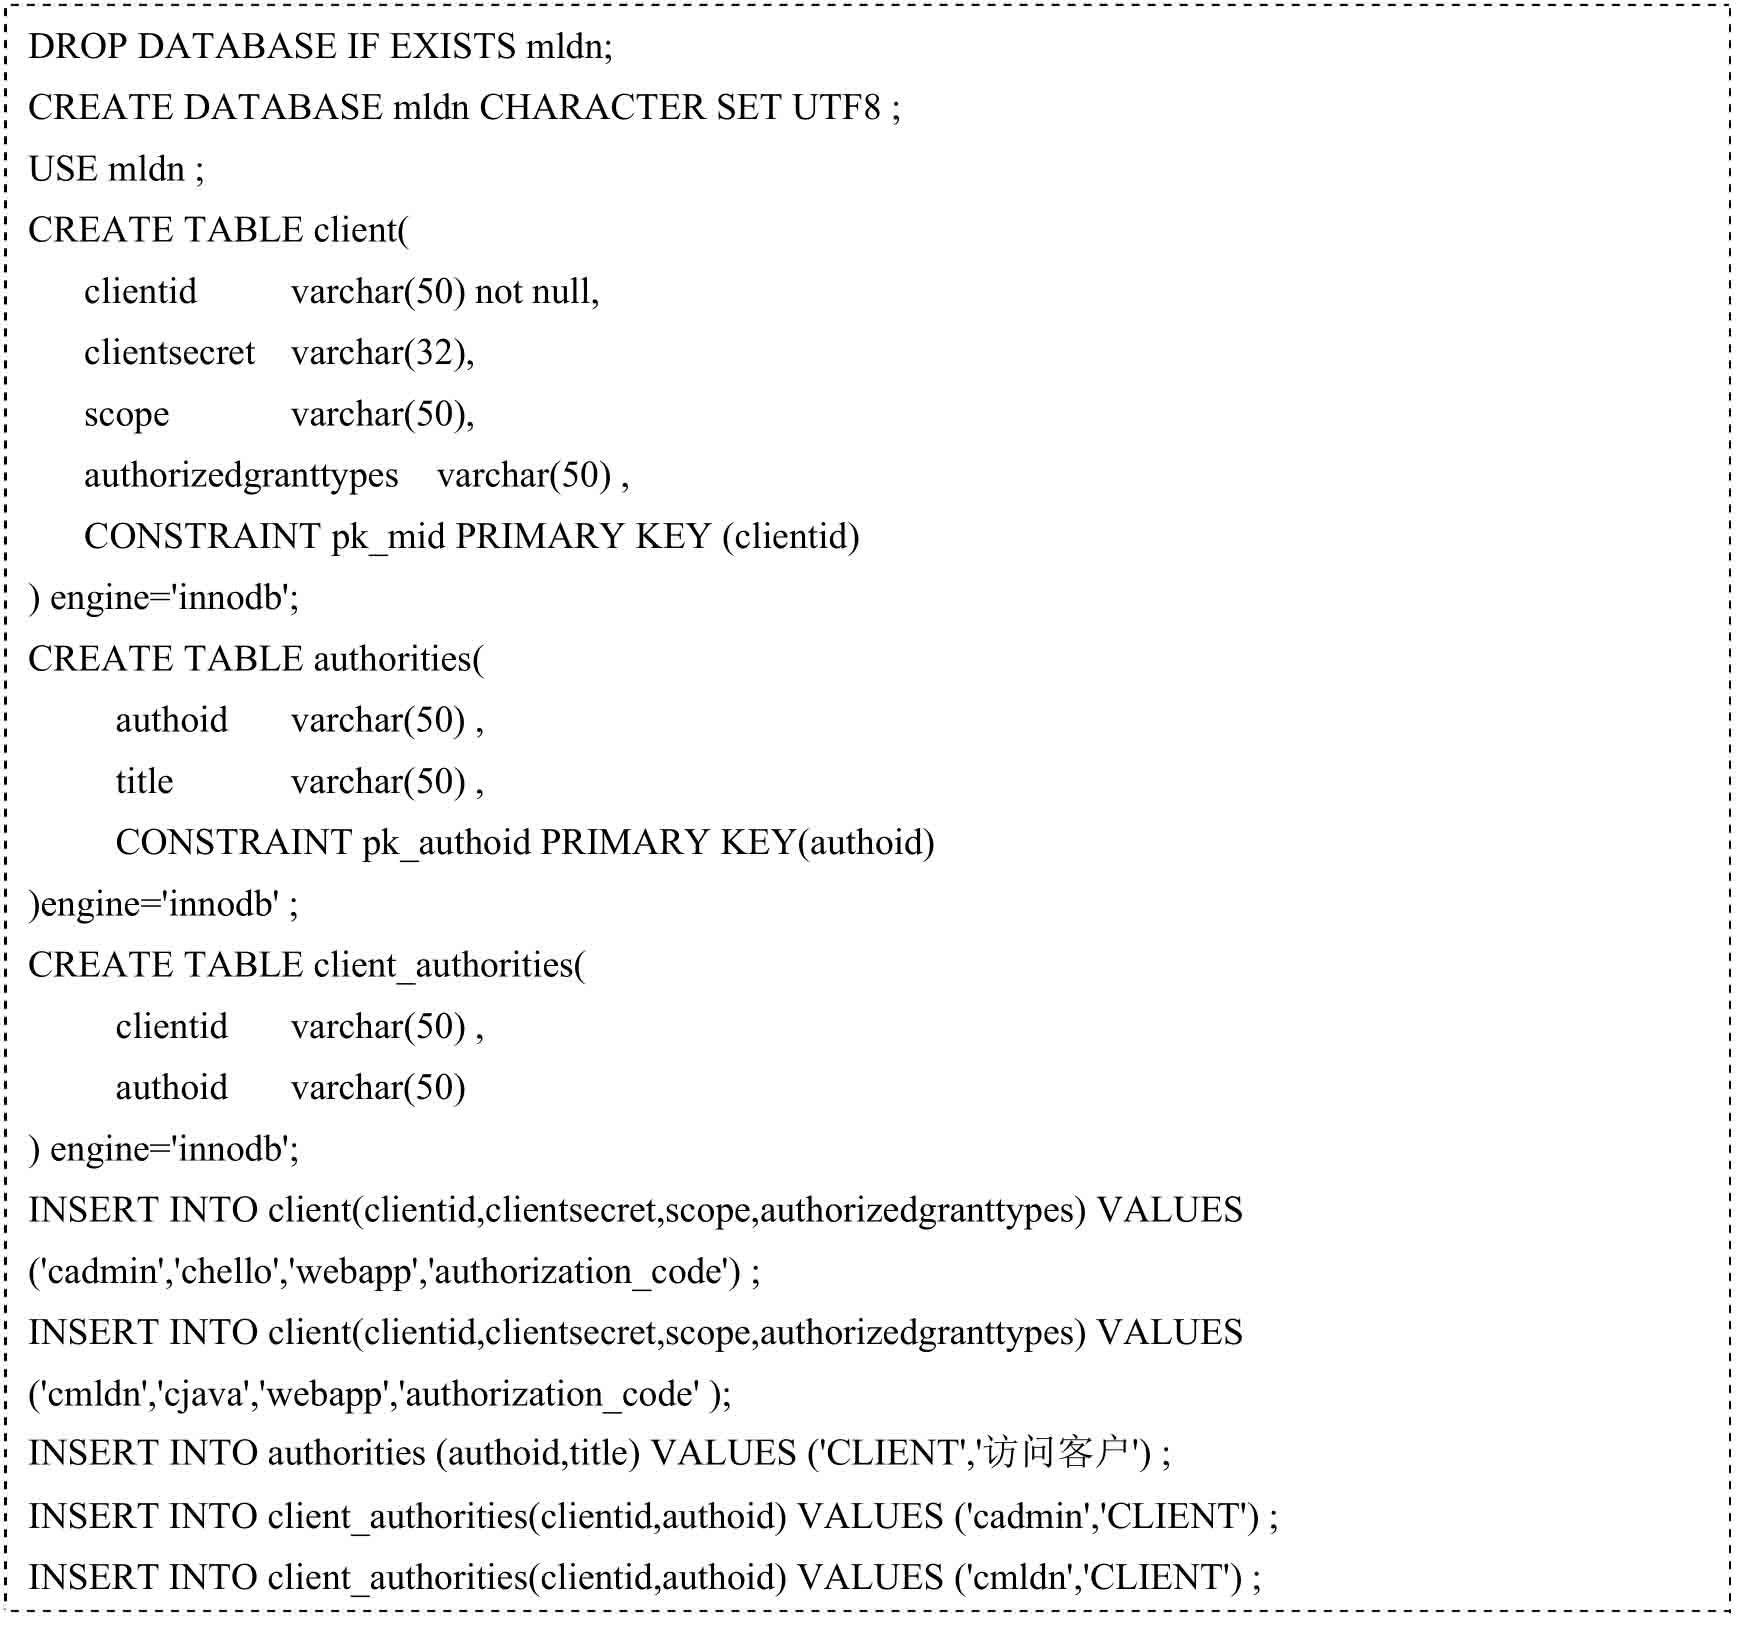 DROP DATABASE IF EXISTS mldn;
CREATE DATABASE mldn CHARACTER SET UTF8 ;
USE mldn ;
CREATE TABLE client(
clientid varchar(50) not null,
clientsecret varchar(32),
scope varchar(50),
authorizedgranttypes varchar(50) ,
CONSTRAINT pk_mid PRIMARY KEY (clientid)
) engine='innodb';
CREATE TABLE authorities(
authoid varchar(50) ,
title varchar(50) ,
CONSTRAINT pk_authoid PRIMARY KEY(authoid)
)engine='innodb' ;
CREATE TABLE client_authorities(
clientid varchar(50) ,
authoid varchar(50)
) engine='innodb';
INSERT INTO client(clientid,clientsecret,scope,authorizedgranttypes) VALUES
('cadmin','chello','webapp','authorization_code') ;
INSERT INTO client(clientid,clientsecret,scope,authorizedgranttypes) VALUES
('cmldn','cjava','webapp','authorization_code' );
INSERT INTO authorities (authoid,title) VALUES ('CLIENT','访问客户') ;
INSERT INTO client_authorities(clientid,authoid) VALUES ('cadmin','CLIENT') ;
INSERT INTO client_authorities(clientid,authoid) VALUES ('cmldn','CLIENT') ;